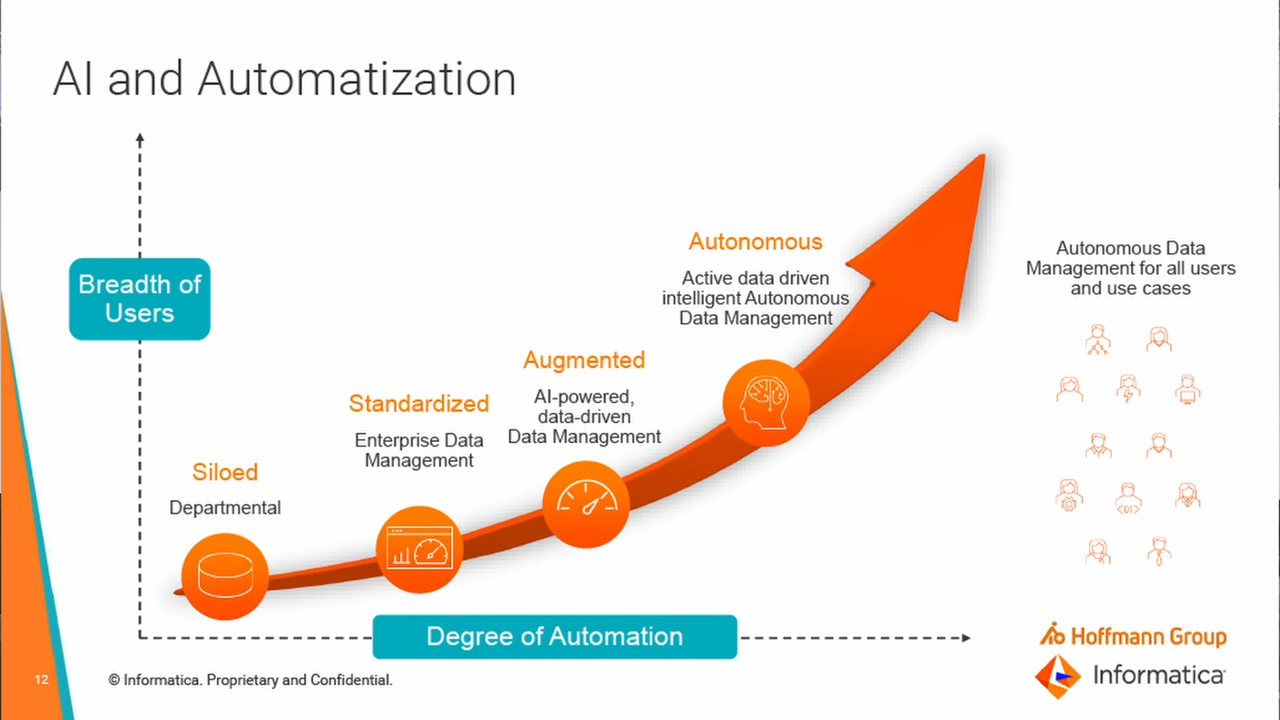 AI and Automatization
Breadth of
Users
Siloed
Departmental
Standardized
Enterprise Data
Management
Augmented
AI-powered,
data-driven
Data Management
Autonomous
Active data driven
intelligent Autonomous
Data Management
Autonomous Data
Management for all users
and use cases
Degree of Automation
Hoffmann Group
Informatica
12
© Informatica. Proprietary and Confidential.